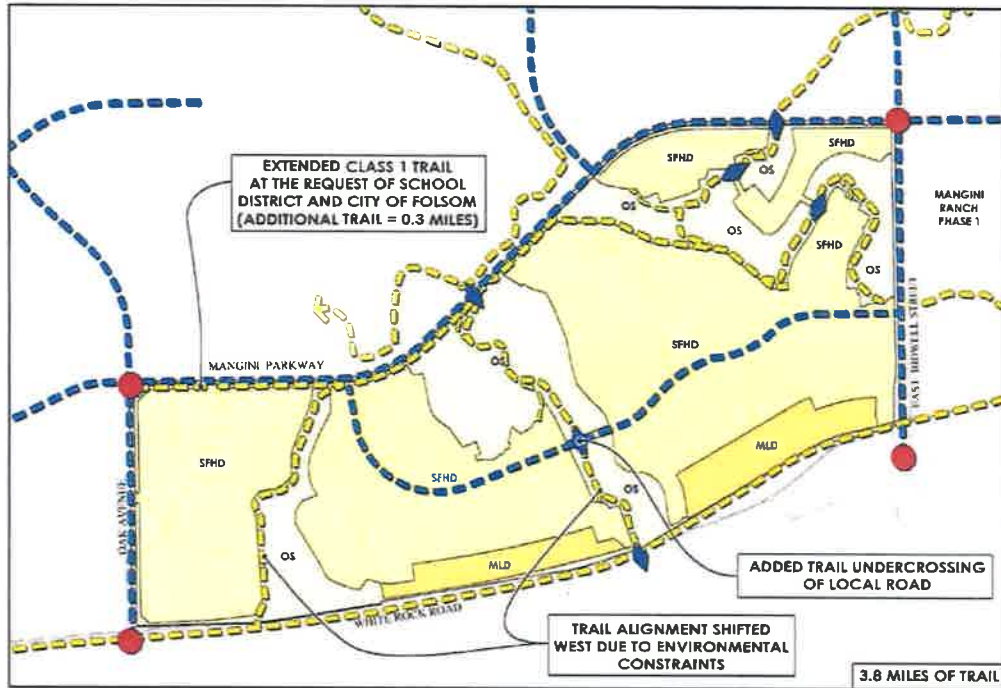 EXTENDED CLASS 1 TRAIL
AT THE REQUEST OF SCHOOL
DISTRICT AND CITY OF FOLSOM
(ADDITIONAL TRAIL = 0.3 MILES)
SFHD
OS
SFHD
OS
MANGINI
RANCH
PHASE 1
SFHD
OS
MANGINI PARKWAY
OS
SFHD
EAST BIDWELL STREET
SFHD
SFHD
MLD
OAK AVENUE
OS
OS
MLD
WHITE ROCK ROAD
ADDED TRAIL UNDERCROSSING
OF LOCAL ROAD
TRAIL ALIGNMENT SHIFTED
WEST DUE TO ENVIRONMENTAL
CONSTRAINTS
3.8 MILES OF TRAIL